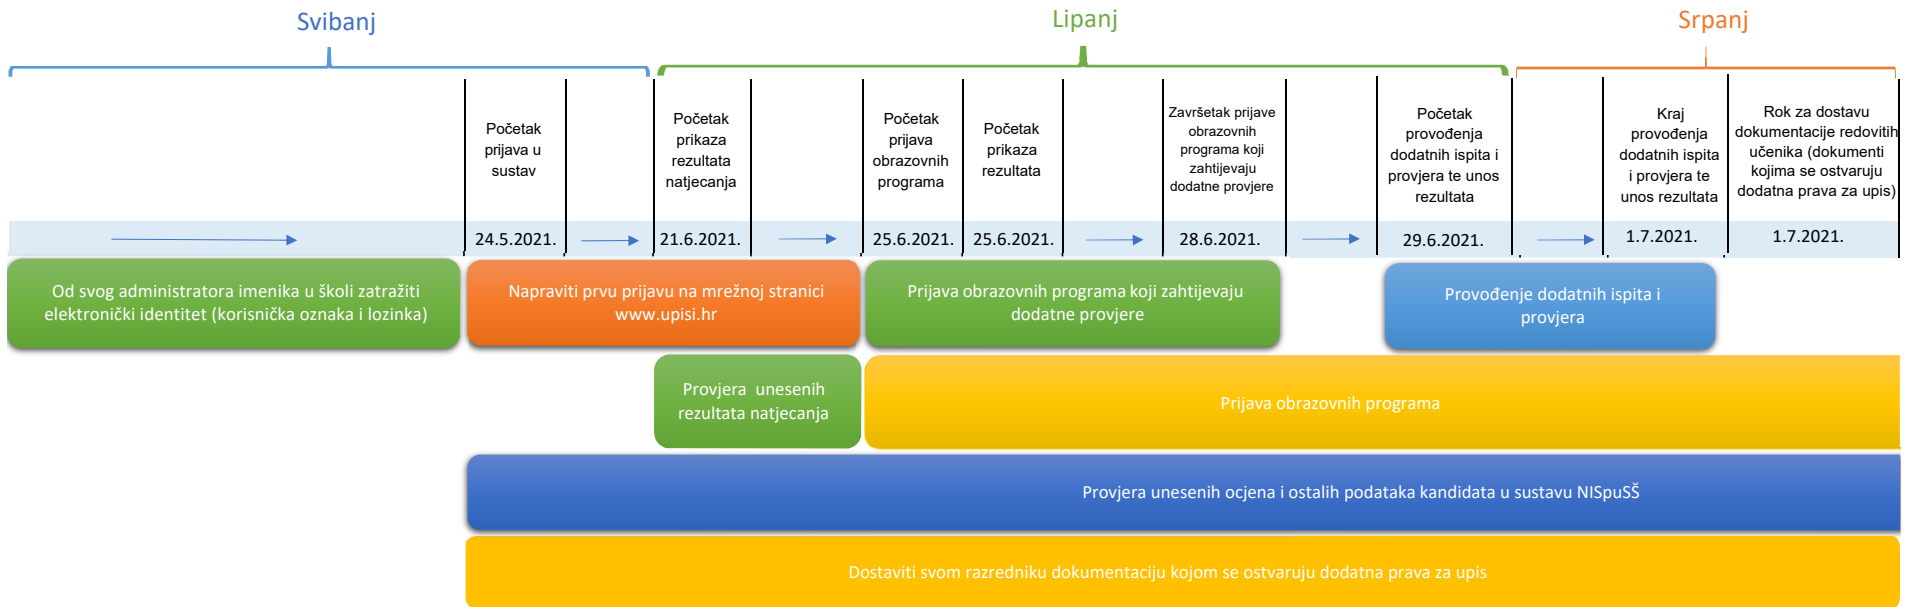 Svibanj
Lipanj
Srpanj
Početak
prijava u
sustav
Početak
prikaza
rezultata
natjecanja
Početak
prijava
obrazovnih
programa
Početak
prikaza
rezultata
Završetak prijave
obrazovnih
programa koji
zahtijevaju
dodatne provjere
Početak
provođenja
dodatnih ispita i
provjera te unos
rezultata
Kraj
provođenja
dodatnih ispita
i provjera te
unos rezultata
Rok za dostavu
dokumentacije redovitih
učenika (dokumenti
kojima se ostvaruju
dodatna prava za upis)
24.5.2021.
21.6.2021.
25.6.2021.
25.6.2021.
28.6.2021.
29.6.2021.
1.7.2021.
1.7.2021.
Od svog administratora imenika u školi zatražiti
elektronički identitet (korisnička oznaka i lozinka)
Napraviti prvu prijavu na mrežnoj stranici
www.upisi.hr
Prijava obrazovnih programa koji zahtijevaju
dodatne provjere
Provođenje dodatnih ispita i
provjera
Provjera unesenih
rezultata natjecanja
Prijava obrazovnih programa
Provjera unesenih ocjena i ostalih podataka kandidata u sustavu NISpuSŠ
Dostaviti svom razredniku dokumentaciju kojom se ostvaruju dodatna prava za upis